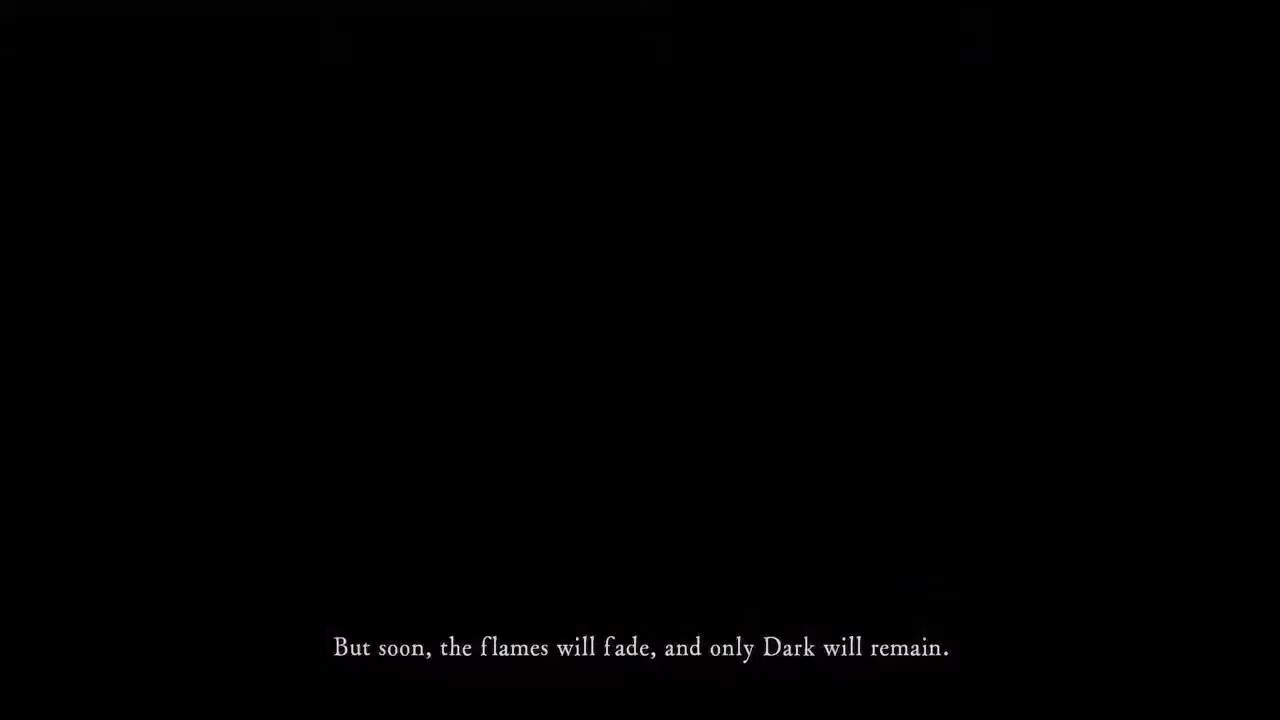 But soon, the flames will fade, and only Dark will remain.